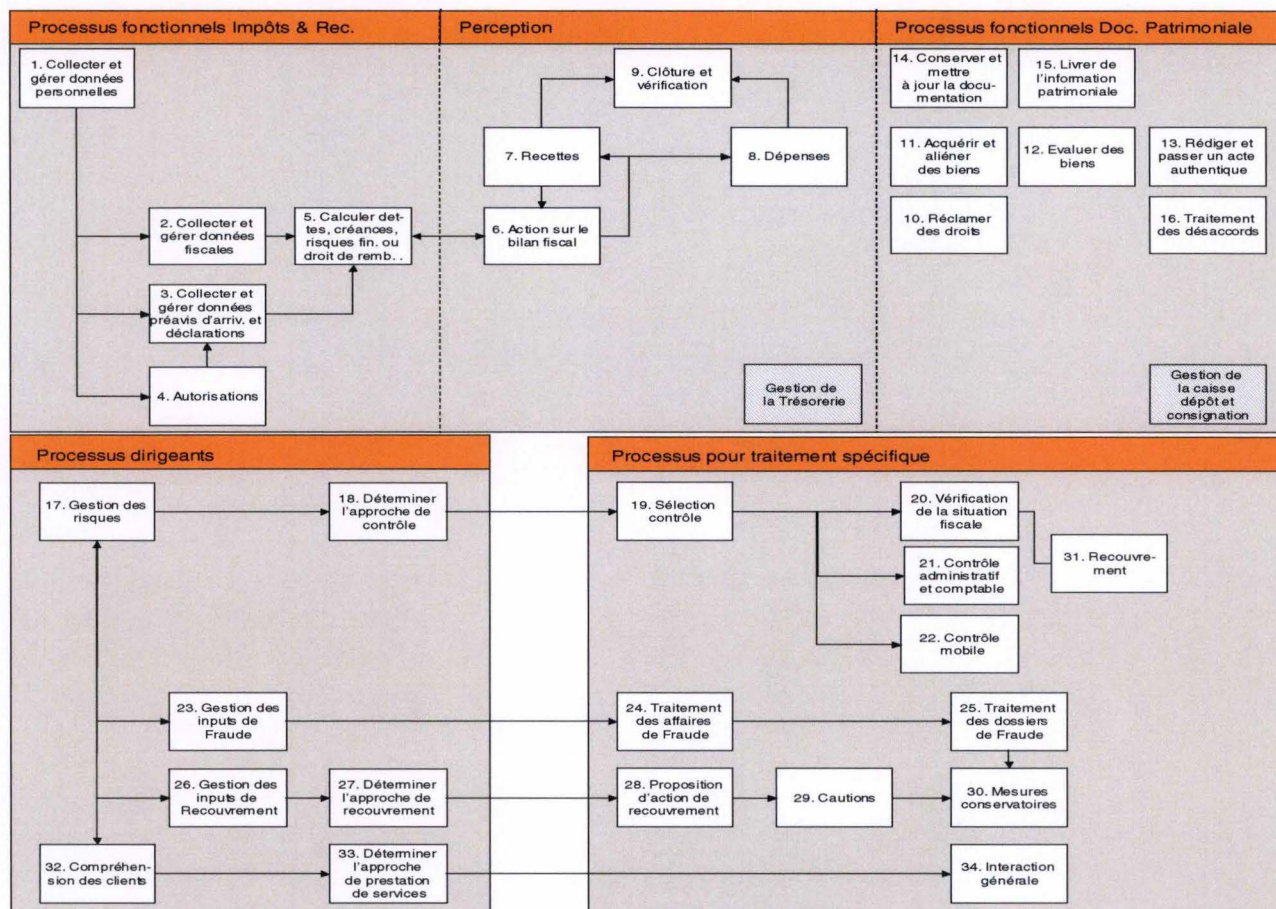 Processus fonctionnels Impôts & Rec.
Perception
Processus fonctionnels Doc. Patrimoniale
1. Collecter et
gérer données
personnelles
2. Collecter et
gérer données
fiscales
3. Collecter et
gérer données
préavis d'arriv. et
déclarations
4. Autorisations
5. Calculer det-
tes, créances,
risques fin. ou
droit de remb. .
9. Clôture et
vérification
7. Recettes
8. Dépenses
6. Action sur le
bilan fiscal
Gestion de
la Trésorerie
14. Conserver et
mettre
à jour la docu-
mentation
15. Livrer de
l'information
patrimoniale
11. Acquérir et
aliéner
des biens
12. Evaluer des
biens
13. Rédiger et
passer un acte
authentique
10. Réclamer
des droits
16. Traitement
des désaccords
Gestion de
la caisse
dépôt et
consignation
Processus dirigeants
Processus pour traitement spécifique
17. Gestion des
risques
18. Déterminer
l'approche de
contrôle
19. Sélection
contrôle
20. Vérification
de la situation
fiscale
21. Contrôle
administratif
et comptable
31. Recouvre-
ment
22. Contrôle
mobile
23. Gestion des
inputs de
Fraude
24. Traitement
des affaires
de Fraude
25. Traitement
des dossiers
de Fraude
26. Gestion des
inputs de
Recouvrement
27. Déterminer
l'approche de
recouvrement
28. Proposition
d'action de
recouvrement
29. Cautions
30. Mesures
conservatoires
32. Compréhen-
sion des clients
33. Déterminer
l'approche
de prestation
de services
34. Interaction
générale